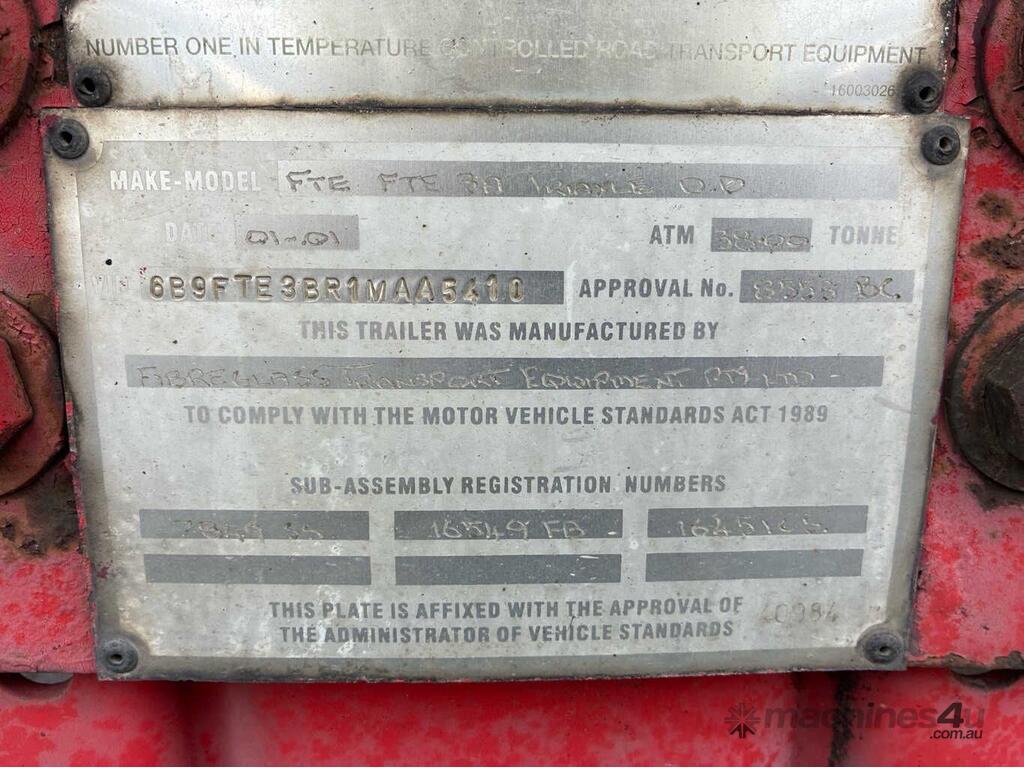 NUMBER ONE IN TEMPERATURE CONTROLLED ROAD TRANSPORT EQUIPMENT
16003026
MAKE-MODEL FTE FTE 3A TRIAXLE O.D
DATE 01-.01 ATM 38.00 TONNE
VIN 6B9FTE3BR1MAA5410 APPROVAL No. BC
THIS TRAILER WAS MANUFACTURED BY
FIBREGLASS TRANSPORT EQUIPMENT PTY LTD -
TO COMPLY WITH THE MOTOR VEHICLE STANDARDS ACT 1989
SUB-ASSEMBLY REGISTRATION NUMBERS
16549 FB
THIS PLATE IS AFFIXED WITH THE APPROVAL OF 40984
THE ADMINISTRATOR OF VEHICLE STANDARDS
machines4u
.com.au